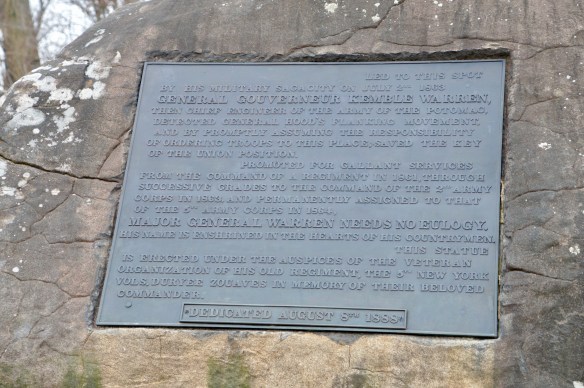 LED TO THIS SPOT
BY HIS MILITARY SAGACITY ON JULY 2ND 1863,
GENERAL GOUVERNEUR KEMBLE WARREN,
THEN CHIEF ENGINEER OF THE ARMY OF THE POTOMAC,
DETECTED GENERAL HOOD'S FLANKING MOVEMENT,
AND BY PROMPTLY ASSUMING THE RESPONSIBILITY
OF ORDERING TROOPS TO THIS PLACE, SAVED THE KEY
OF THE UNION POSITION.
PROMOTED FOR GALLANT SERVICES
FROM THE COMMAND OF A REGIMENT IN 1861, THROUGH
SUCCESSIVE GRADES TO THE COMMAND OF THE 2ND ARMY
CORPS IN 1863, AND PERMANENTLY ASSIGNED TO THAT
OF THE 5TH ARMY CORPS IN 1864,
MAJOR GENERAL WARREN NEEDS NO EULOGY,
HIS NAME IS ENSHRINED IN THE HEARTS OF HIS COUNTRYMEN.
THIS STATUE
IS ERECTED UNDER THE AUSPICES OF THE VETERAN
ORGANIZATION OF HIS OLD REGIMENT, THE 5TH NEW YORK
VOLS. DURYEE ZOUAVES IN MEMORY OF THEIR BELOVED
COMMANDER.
DEDICATED AUGUST 8TH 1888